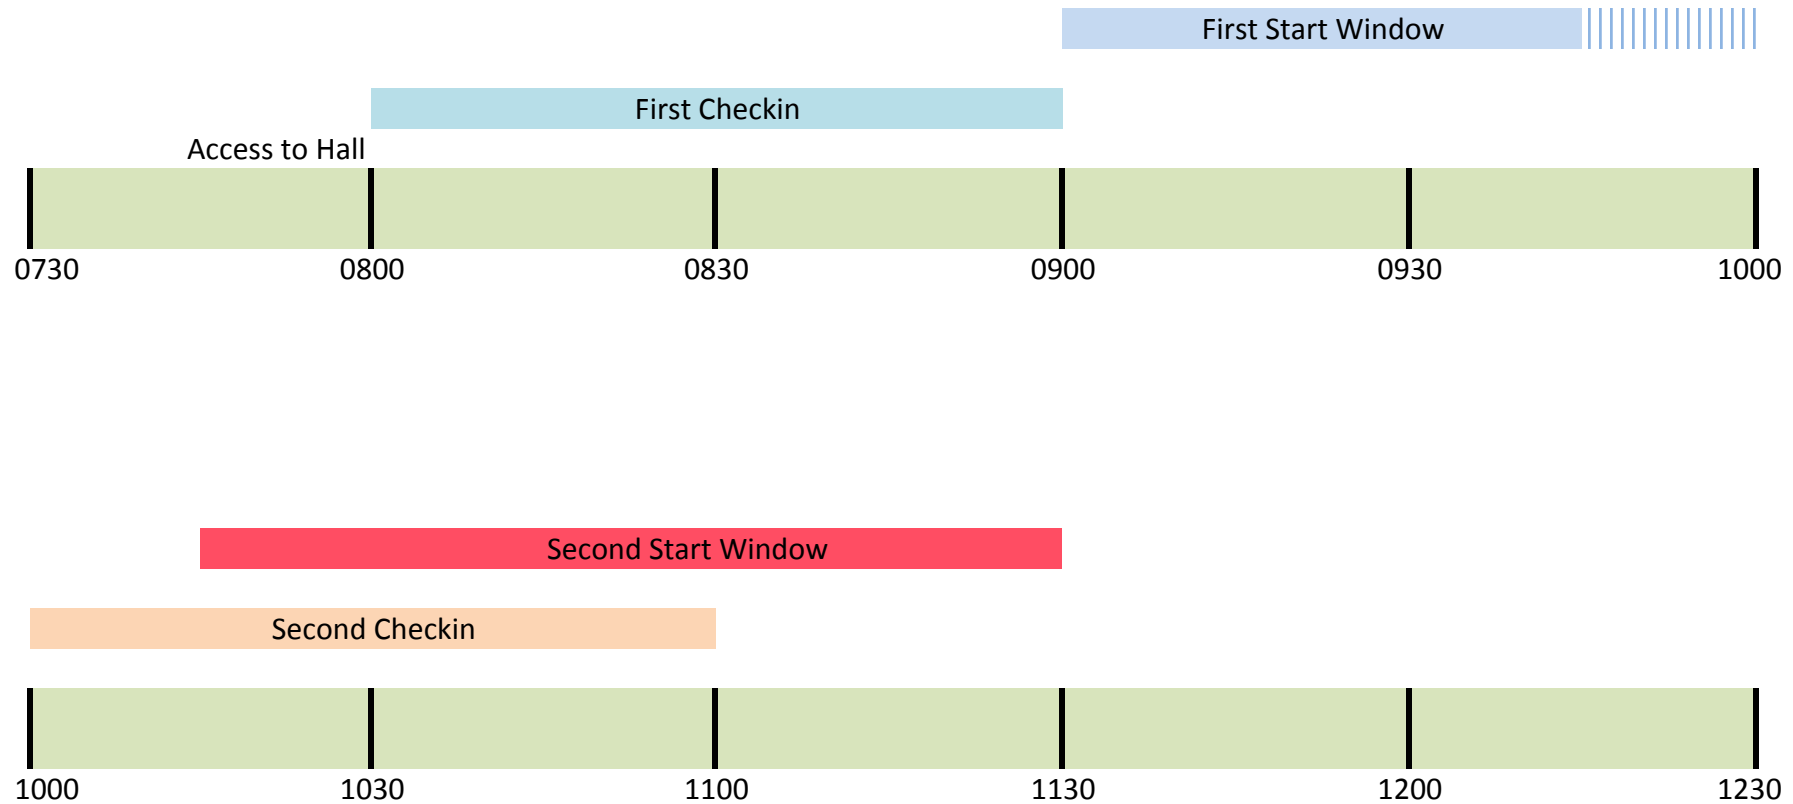 First Start Window
First Checkin
Access to Hall
0730 0800 0830 0900 0930 1000
Second Start Window
Second Checkin
1000 1030 1100 1130 1200 1230